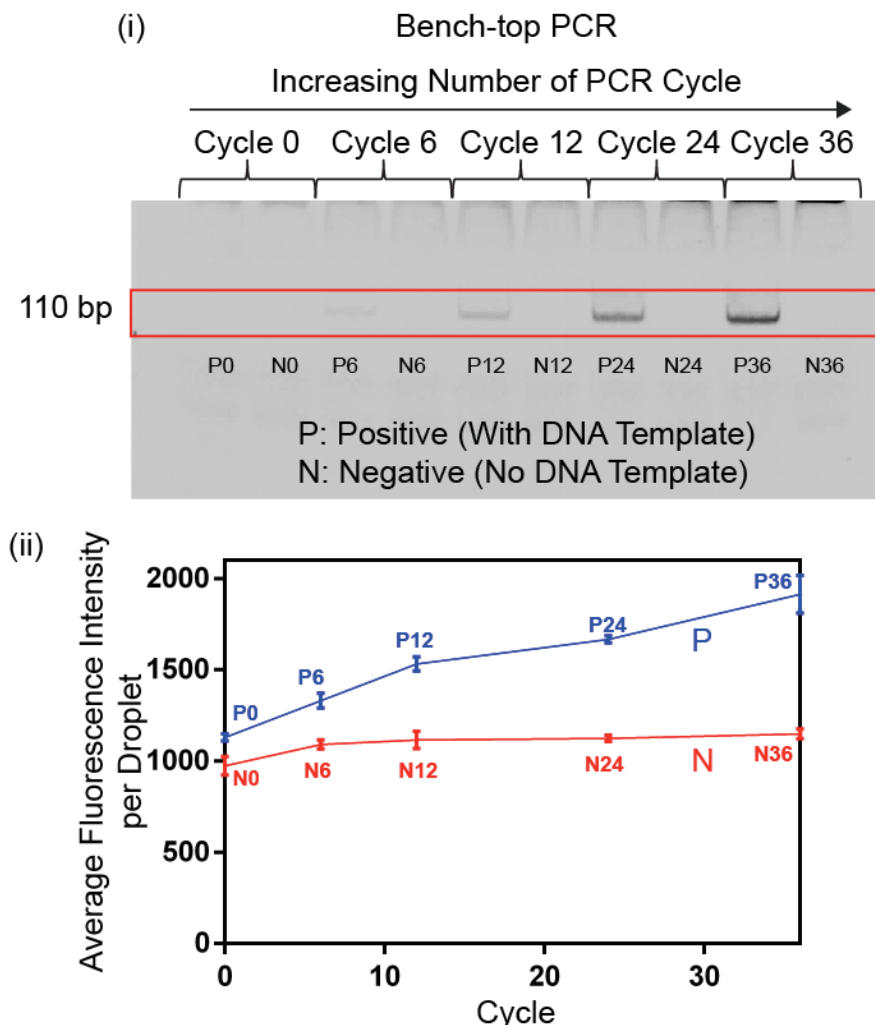 (i) Bench-top PCR
Increasing Number of PCR Cycle
Cycle 0 Cycle 6 Cycle 12 Cycle 24 Cycle 36
110 bp
P0 N0 P6 N6 P12 N12 P24 N24 P36 N36
P: Positive (With DNA Template)
N: Negative (No DNA Template)
(ii)
Average Fluorescence Intensity
per Droplet
2000
1500
1000
500
0
P0
P6
P12
P24
P36
P
N0
N6
N12
N24
N36
N
0 10 20 30
Cycle